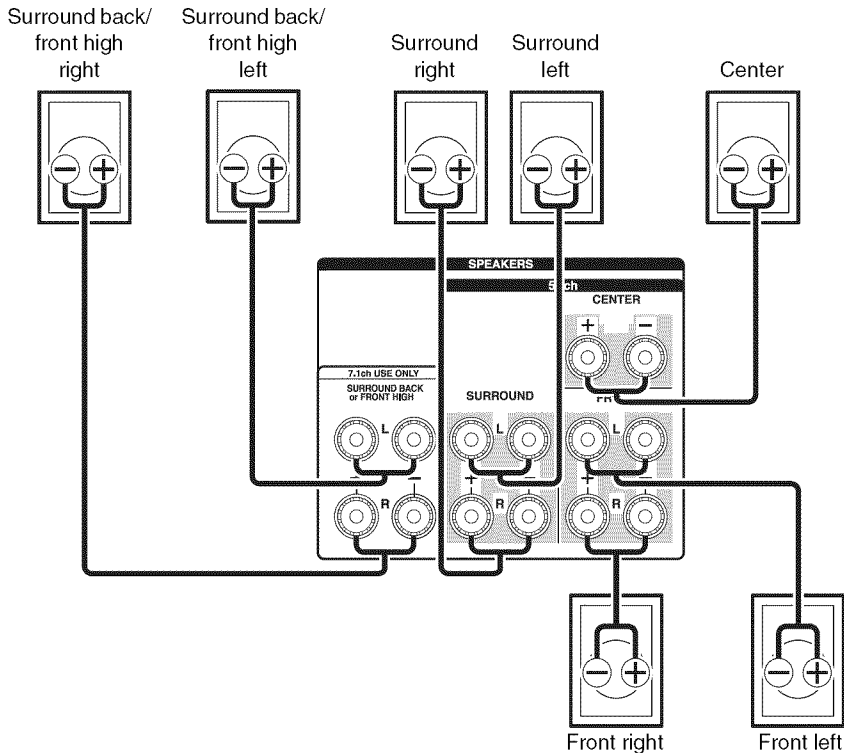 Surround back/
front high
right
Surround back/
front high
left
Surround
right
Surround
left
Center
SPEAKERS
CENTER
+ −
7.1ch USE ONLY
SURROUND BACK
or FRONT HIGH
SURROUND
L
L
L
+ −
+ −
R
R
R
Front right
Front left